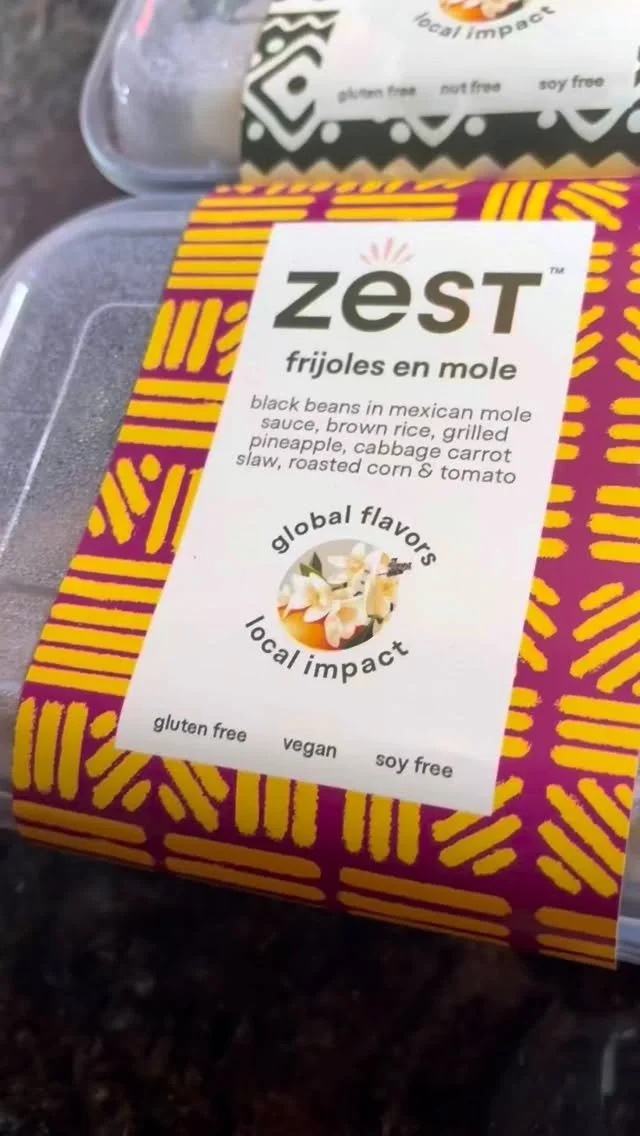 local impact
gluten free nut free soy free
zëST™
frijoles en mole
black beans in mexican mole
sauce, brown rice, grilled
pineapple, cabbage carrot
slaw, roasted corn & tomato
global flavors
local impact
gluten free vegan soy free